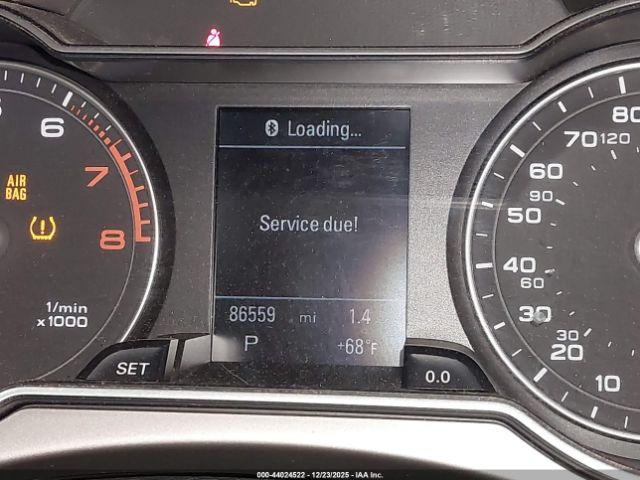 Loading...
Service due!
86559 mi 1.4
P +68°F
6
7
8
AIR
BAG
1/min
x1000
SET
0.0
80
70 120
60
90
50
40
60
30
30
20
10
000-44024522 - 12/23/2025 - IAA Inc.